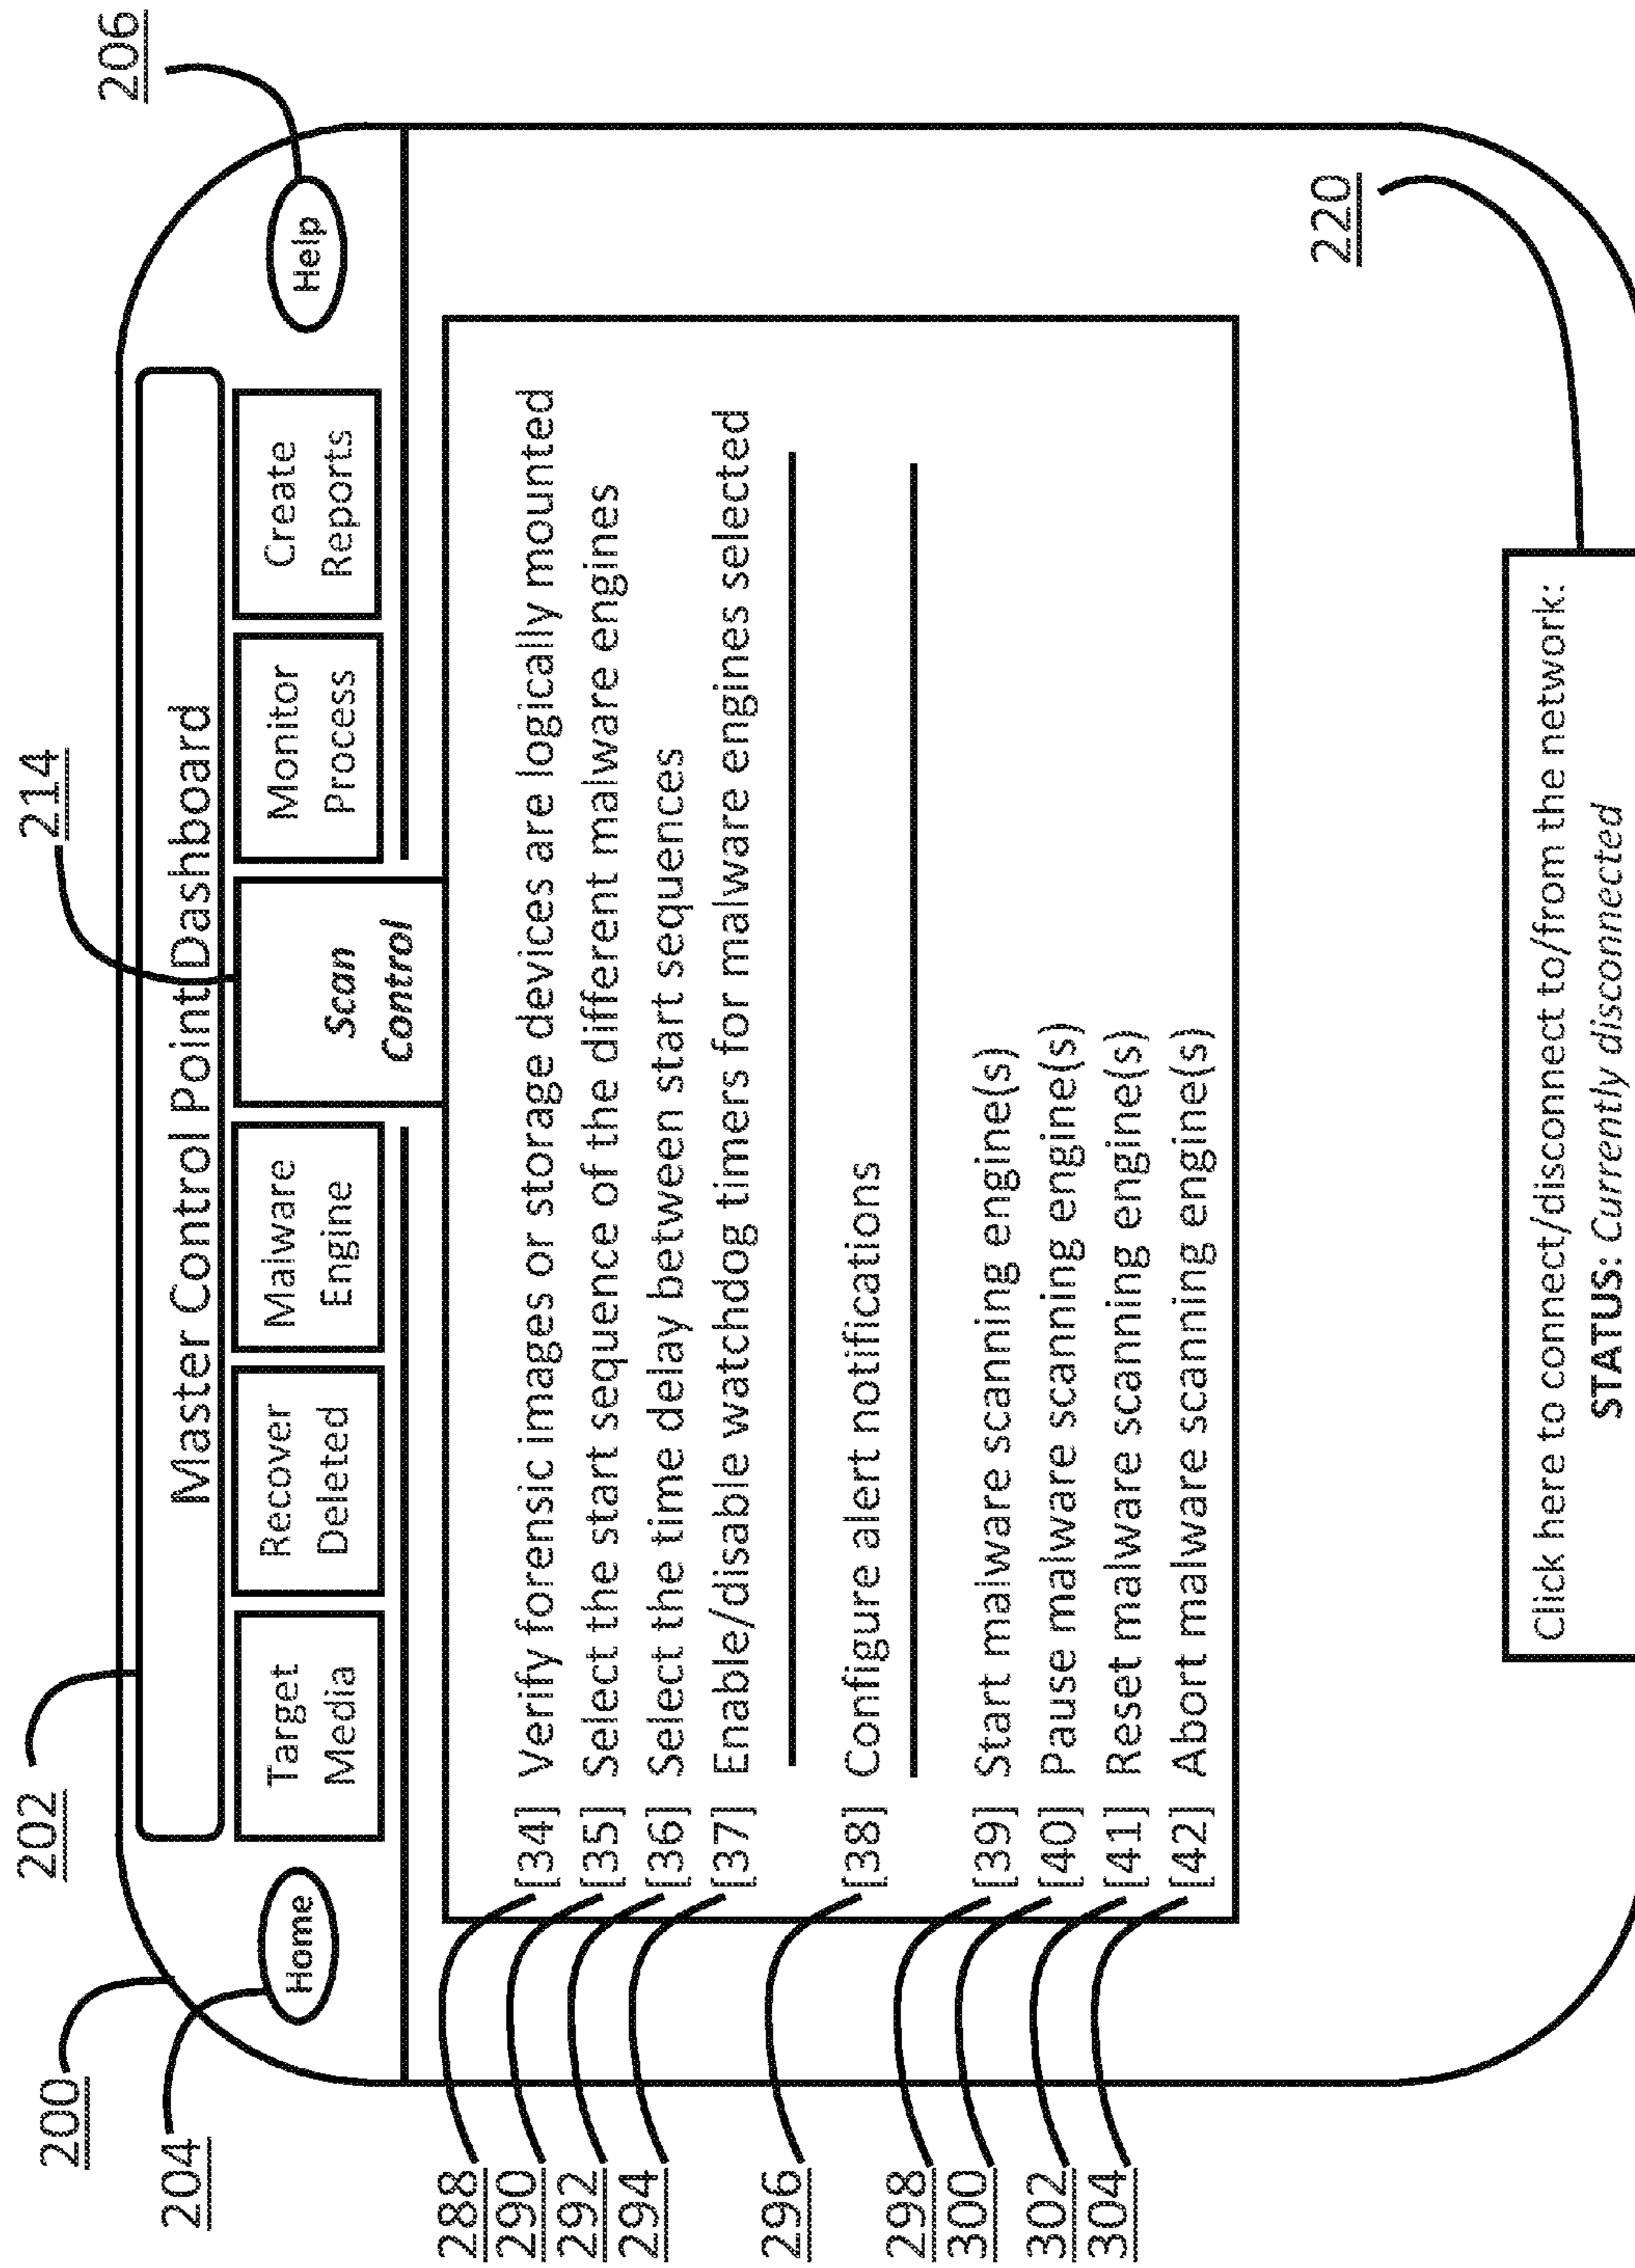 214
202
200
204
206
Master Control Point Dashboard
Home
Target
Media
Recover
Deleted
Malware
Engine
Scan
Control
Monitor
Process
Create
Reports
Help
288 [34] Verify forensic images or storage devices are logically mounted
290 [35] Select the start sequence of the different malware engines
292 [36] Select the time delay between start sequences
294 [37] Enable/disable watchdog timers for malware engines selected
296 [38] Configure alert notifications
298 [39] Start malware scanning engine(s)
300 [40] Pause malware scanning engine(s)
302 [41] Reset malware scanning engine(s)
304 [42] Abort malware scanning engine(s)
220
Click here to connect/disconnect to/from the network:
STATUS: Currently disconnected